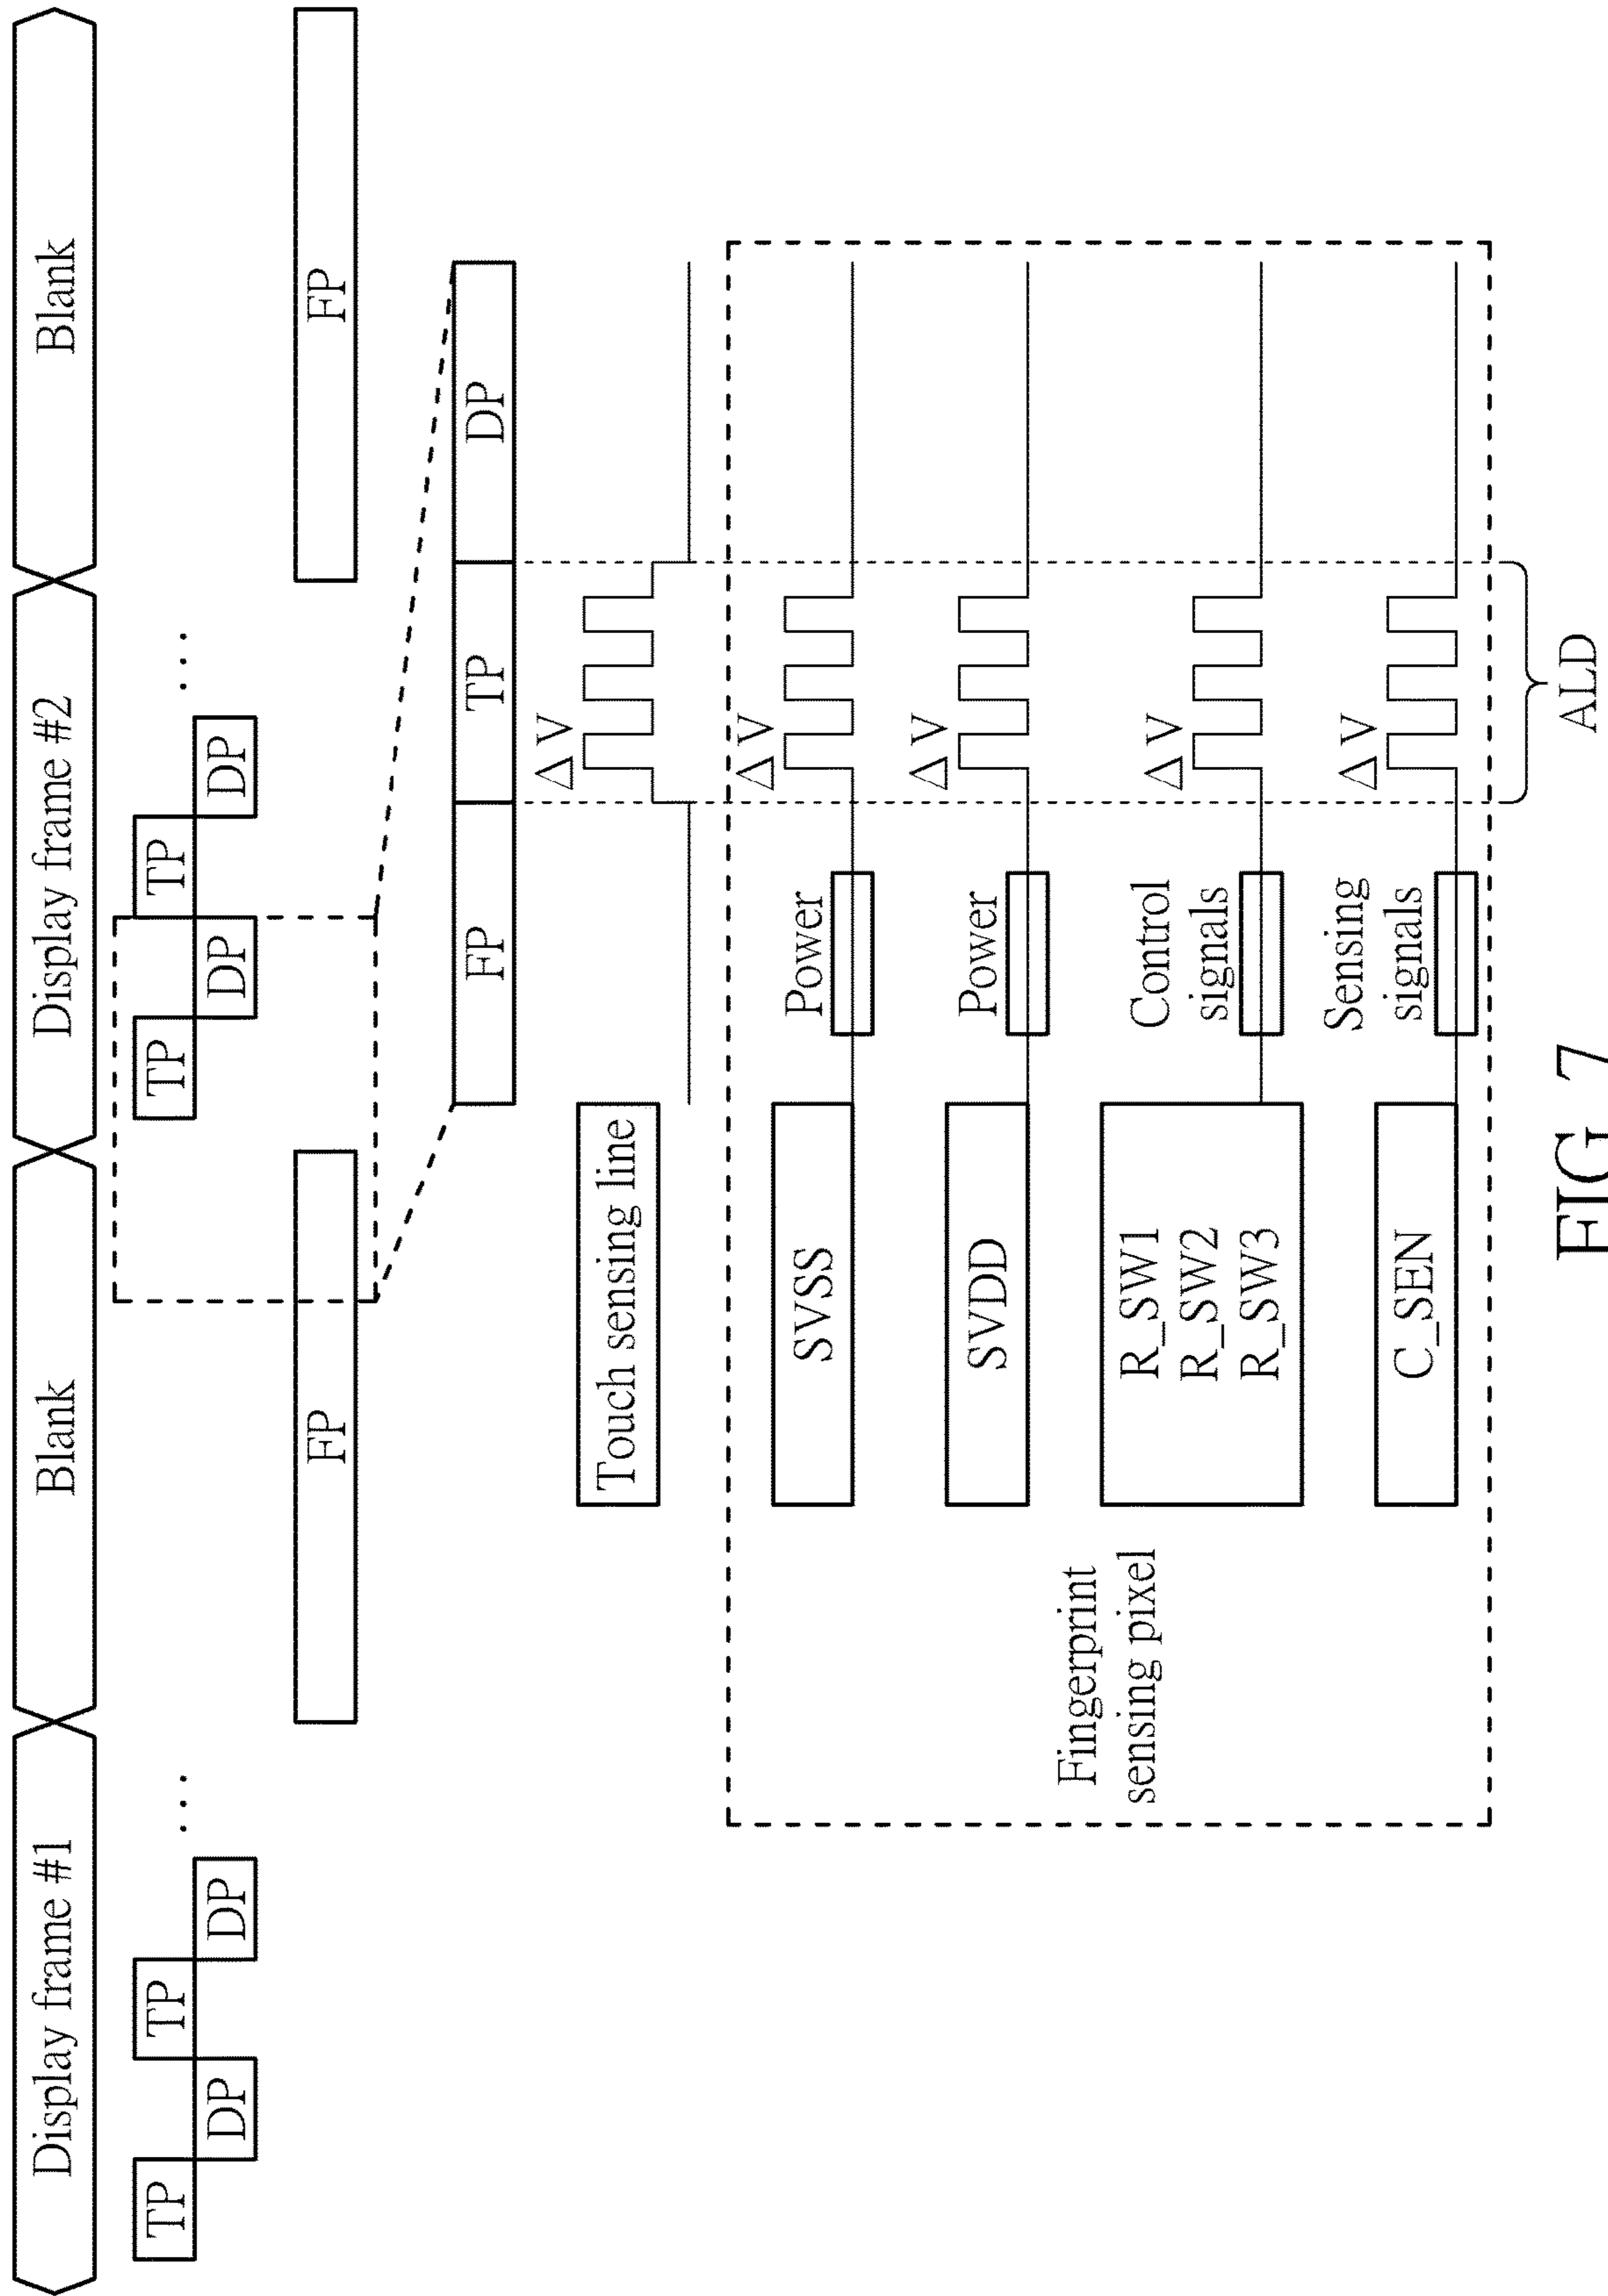 Display frame #1
Blank
Display frame #2
Blank
TP
TP
...
TP
TP
...
DP
DP
DP
DP
FP
FP
FP
TP
DP
Touch sensing line
ΔV
Fingerprint
sensing pixel
SVSS
Power
ΔV
SVDD
Power
ΔV
R_SW1
R_SW2
R_SW3
Control
signals
ΔV
C_SEN
Sensing
signals
ΔV
ALD
FIG. 7